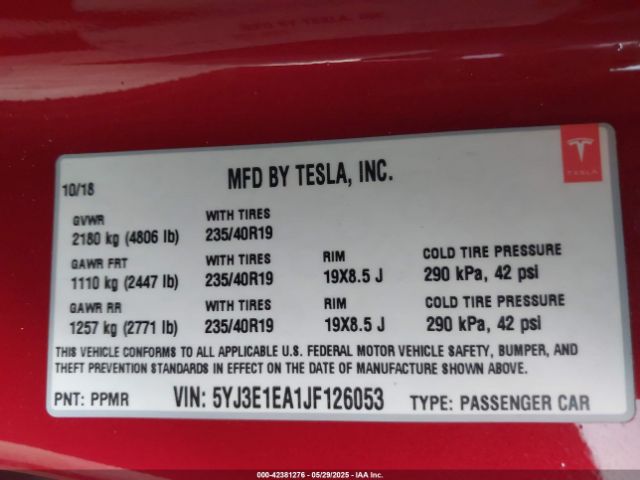 10/18 MFD BY TESLA, INC.
TESLA
GVWR WITH TIRES
2180 kg (4806 lb) 235/40R19
GAWR FRT WITH TIRES RIM COLD TIRE PRESSURE
1110 kg (2447 lb) 235/40R19 19X8.5 J 290 kPa, 42 psi
GAWR RR WITH TIRES RIM COLD TIRE PRESSURE
1257 kg (2771 lb) 235/40R19 19X8.5 J 290 kPa, 42 psi
THIS VEHICLE CONFORMS TO ALL APPLICABLE U.S. FEDERAL MOTOR VEHICLE SAFETY, BUMPER, AND
THEFT PREVENTION STANDARDS IN EFFECT ON THE DATE OF MANUFACTURE SHOWN ABOVE.
PNT: PPMR VIN: 5YJ3E1EA1JF126053 TYPE: PASSENGER CAR
000-42381276 - 05/29/2025 - IAA Inc.